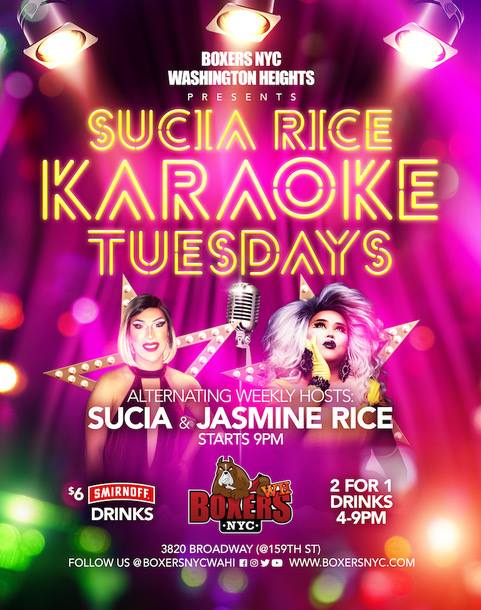 BOXERS NYC
WASHINGTON HEIGHTS
PRESENTS
SUCIA RICE
KARAOKE
TUESDAYS
ALTERNATING WEEKLY HOSTS:
SUCIA & JASMINE RICE
STARTS 9PM
$6 SMIRNOFF
DRINKS
BOXERS WH
·NYC·
2 FOR 1
DRINKS
4-9PM
3820 BROADWAY (@159TH ST)
FOLLOW US @BOXERSNYCWAHI WWW.BOXERSNYC.COM